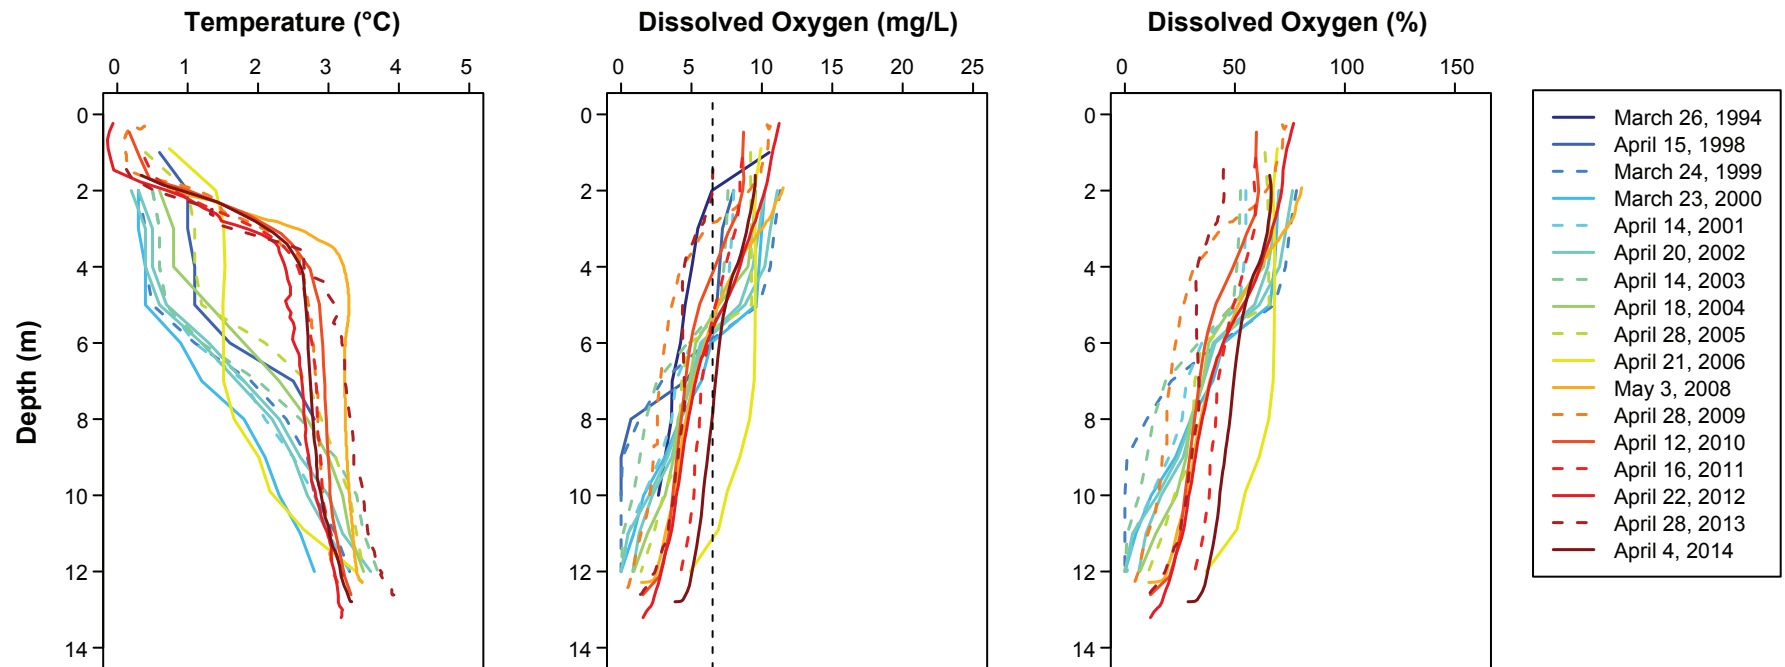 Temperature (°C)
Dissolved Oxygen (mg/L)
Dissolved Oxygen (%)
0 1 2 3 4 5
0 5 10 15 20 25
0 50 100 150
Depth (m)
0
2
4
6
8
10
12
14
0
2
4
6
8
10
12
14
0
2
4
6
8
10
12
14
March 26, 1994
April 15, 1998
March 24, 1999
March 23, 2000
April 14, 2001
April 20, 2002
April 14, 2003
April 18, 2004
April 28, 2005
April 21, 2006
May 3, 2008
April 28, 2009
April 12, 2010
April 16, 2011
April 22, 2012
April 28, 2013
April 4, 2014